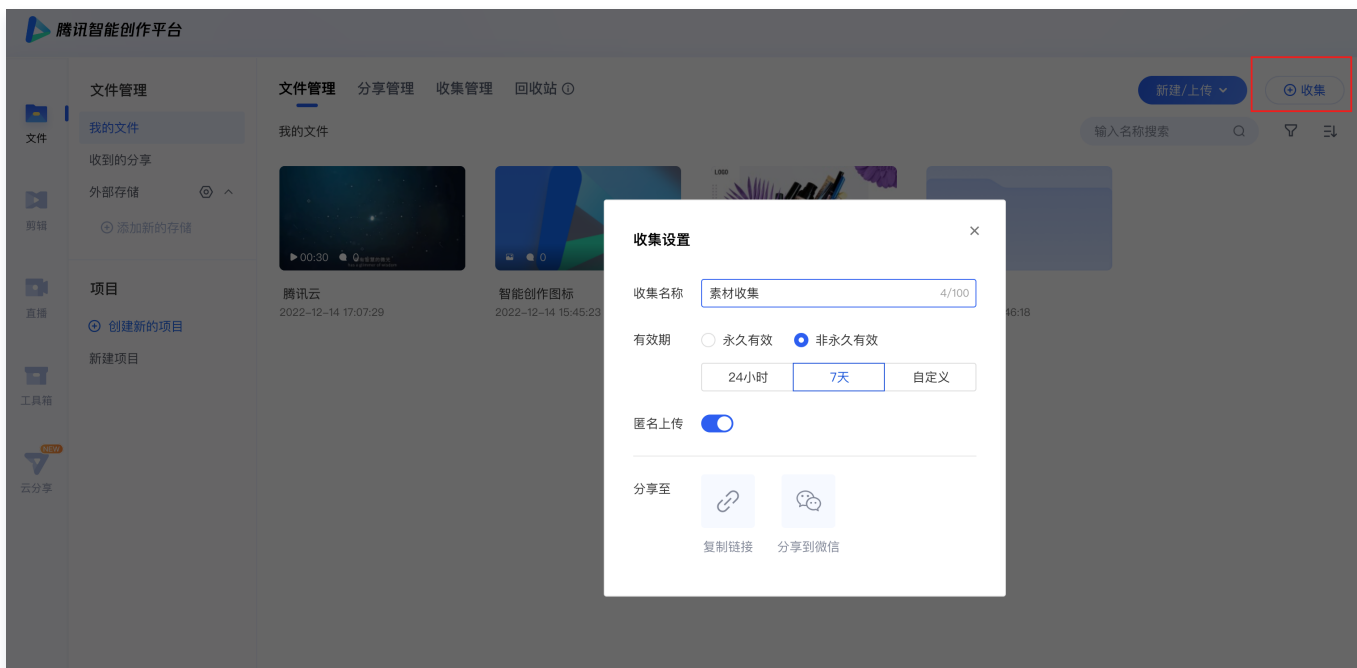 腾讯智能创作平台
文件
剪辑
直播
工具箱
NEW
云分享
文件管理
我的文件
收到的分享
外部存储
添加新的存储
项目
创建新的项目
新建项目
文件管理 分享管理 收集管理 回收站
新建/上传
收集
我的文件
输入名称搜索
00:30 0
腾讯云
2022-12-14 17:07:29
0
智能创作图标
2022-12-14 15:45:23
LOGO
46:18
收集设置
收集名称 素材收集 4/100
有效期 永久有效 非永久有效
24小时 7天 自定义
匿名上传
分享至
复制链接 分享到微信